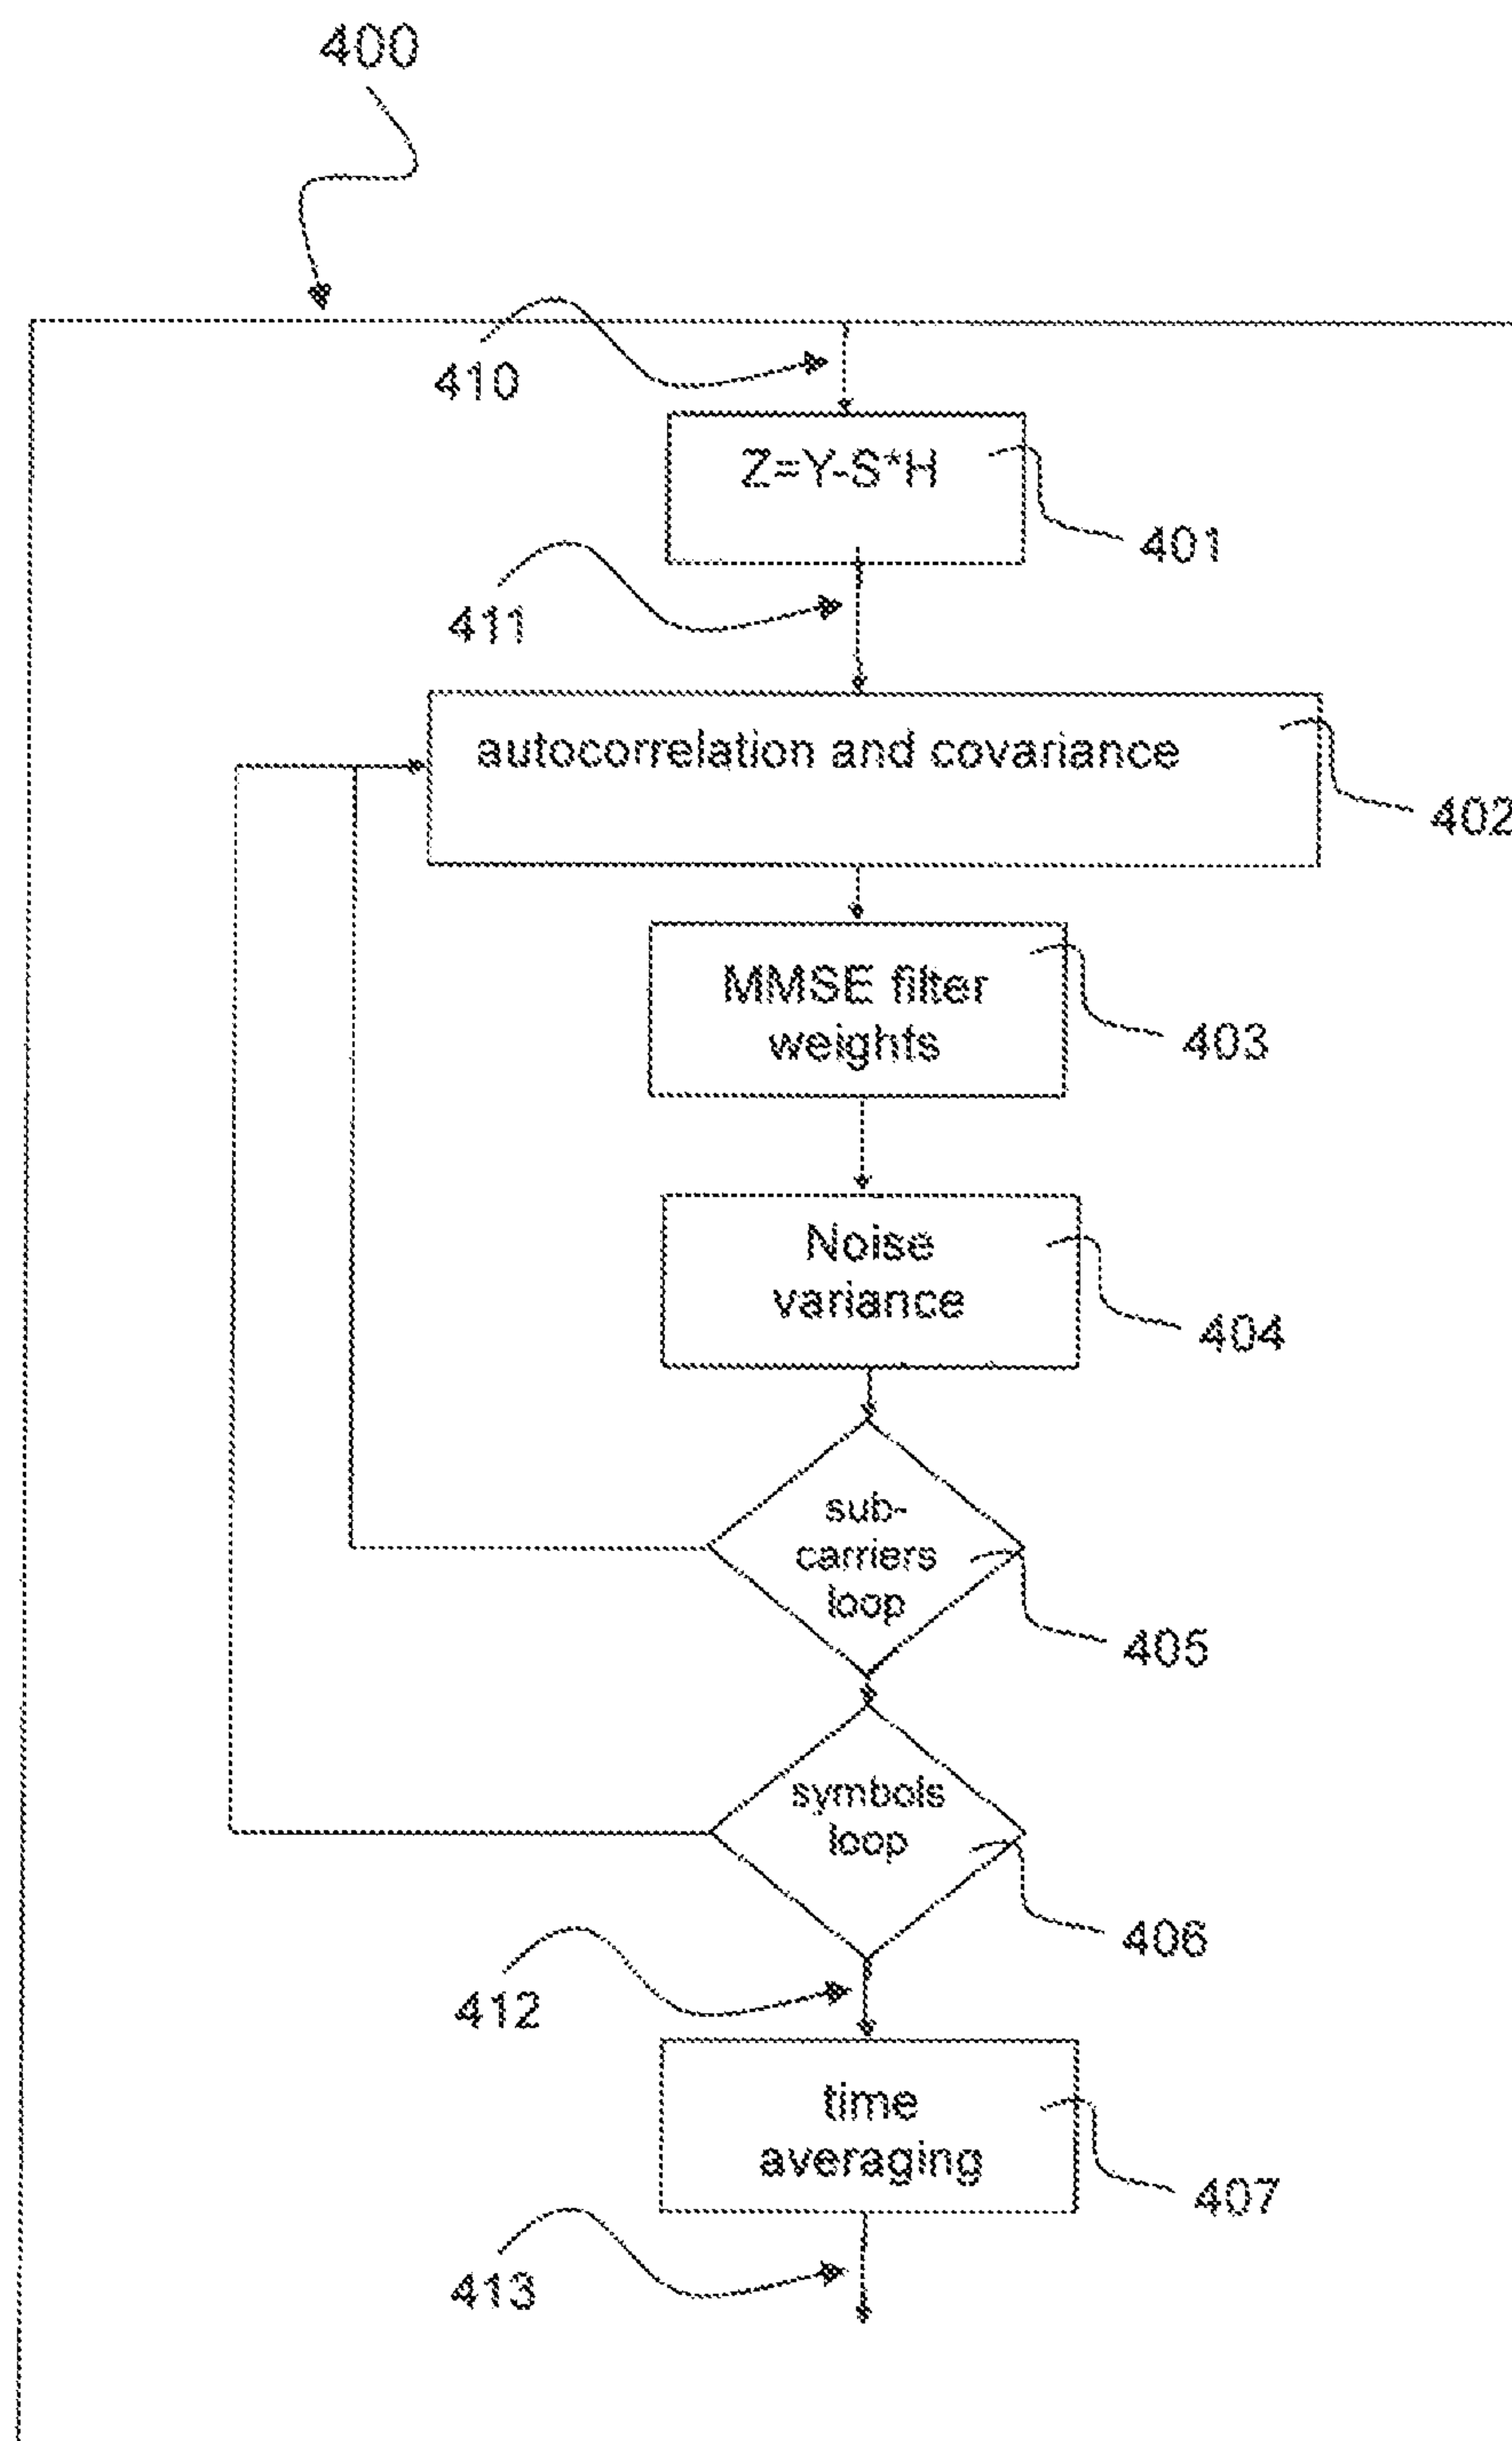 400
410
Z=Y-S*H
401
411
autocorrelation and covariance
402
MMSE filter
weights
403
Noise
variance
404
sub-
carriers
loop
405
symbols
loop
406
412
time
averaging
407
413